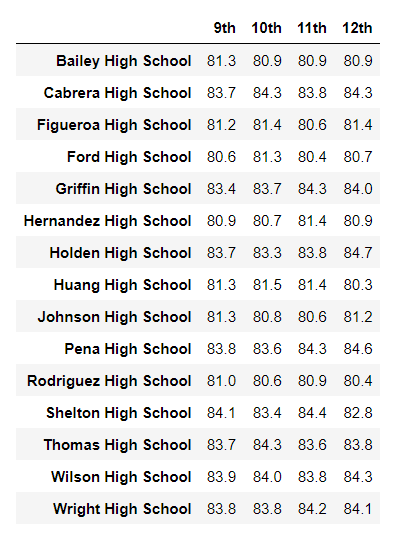 9th 10th 11th 12th
Bailey High School 81.3 80.9 80.9 80.9
Cabrera High School 83.7 84.3 83.8 84.3
Figueroa High School 81.2 81.4 80.6 81.4
Ford High School 80.6 81.3 80.4 80.7
Griffin High School 83.4 83.7 84.3 84.0
Hernandez High School 80.9 80.7 81.4 80.9
Holden High School 83.7 83.3 83.8 84.7
Huang High School 81.3 81.5 81.4 80.3
Johnson High School 81.3 80.8 80.6 81.2
Pena High School 83.8 83.6 84.3 84.6
Rodriguez High School 81.0 80.6 80.9 80.4
Shelton High School 84.1 83.4 84.4 82.8
Thomas High School 83.7 84.3 83.6 83.8
Wilson High School 83.9 84.0 83.8 84.3
Wright High School 83.8 83.8 84.2 84.1